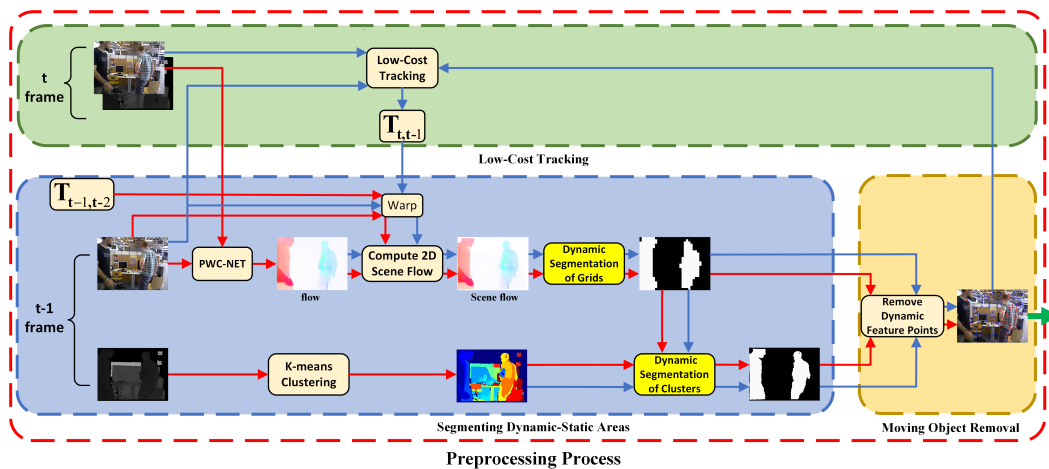 t
frame
Low-Cost
Tracking
T t,t-1
Low-Cost Tracking
T t−1,t-2
Warp
t-1
frame
PWC-NET
flow
Compute 2D
Scene Flow
Scene flow
Dynamic
Segmentation
of Grids
K-means
Clustering
Dynamic
Segmentation
of Clusters
Remove
Dynamic
Feature Points
Segmenting Dynamic-Static Areas
Moving Object Removal
Preprocessing Process